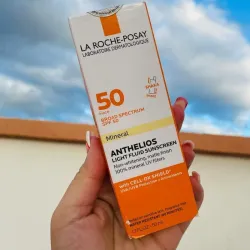 LA ROCHE-POSAY
LABORATOIRE DERMATOLOGIQUE
50
BROAD SPECTRUM
SPF 50
Mineral
ANTHELIOS
LIGHT FLUID SUNSCREEN
Non-whitening, matte finish
100% mineral UV filters
WITH CELL-OX SHIELD®